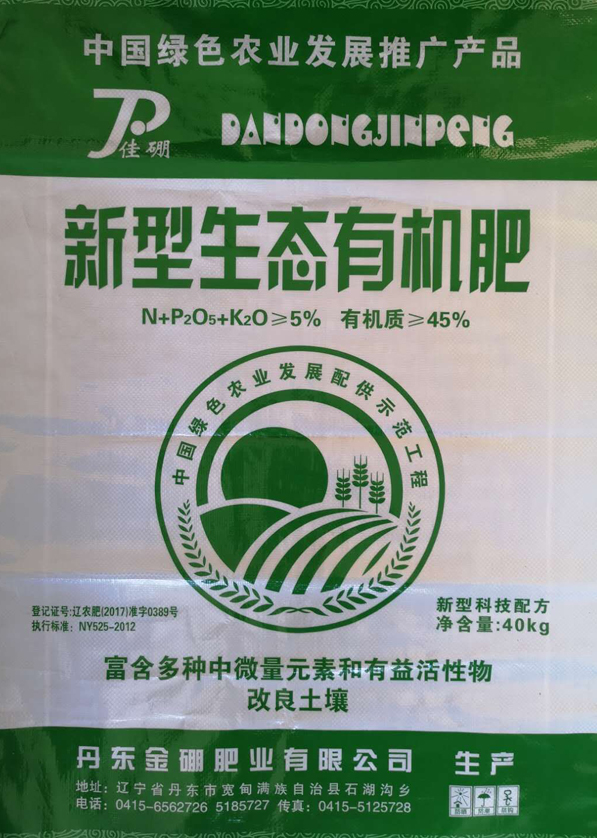 中国绿色农业发展推广产品
JP
佳硼
DANDONGJINPENG
新型生态有机肥
N+P2O5+K2O≥5% 有机质≥45%
中国绿色农业发展配供示范工程
登记证号:辽农肥(2017)准字0389号
执行标准：NY525-2012
新型科技配方
净含量:40kg
富含多种中微量元素和有益活性物
改良土壤
丹东金硼肥业有限公司 生产
地址：辽宁省丹东市宽甸满族自治县石湖沟乡
电话：0415-6562726 5185727 传真：0415-5125728